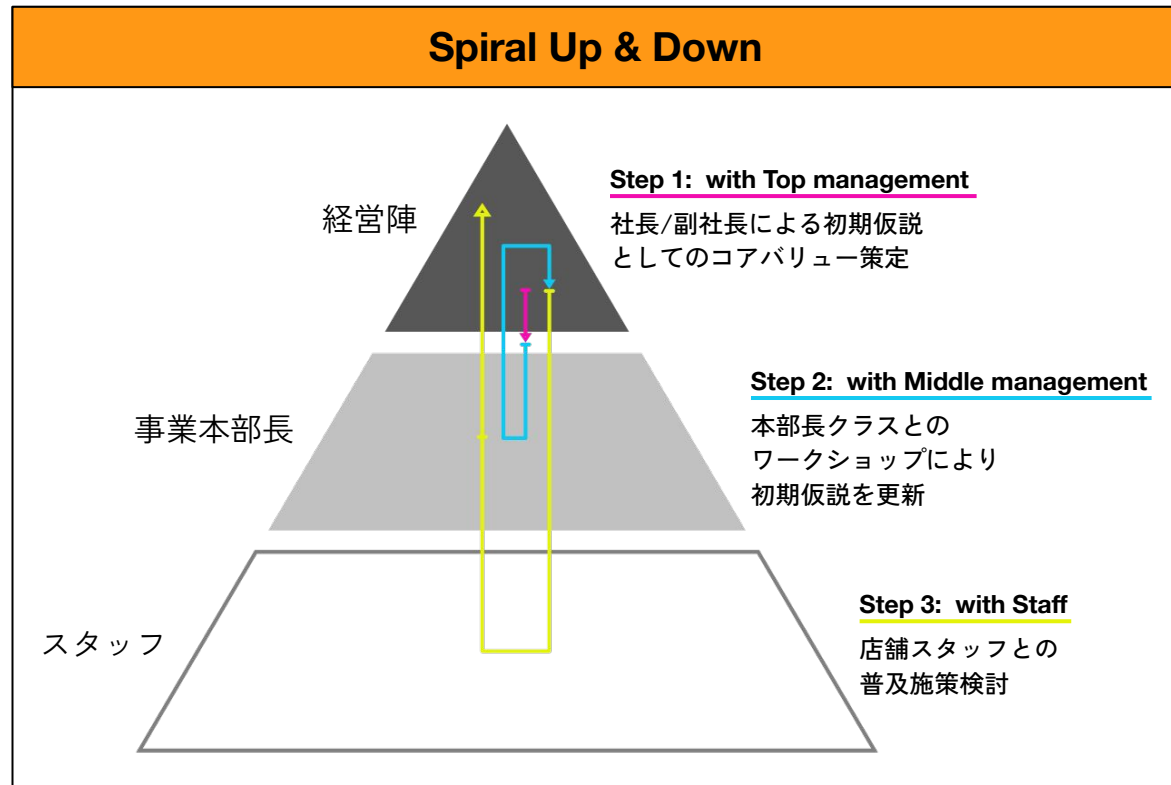 Spiral Up & Down
経営陣
Step 1: with Top management
社長/副社長による初期仮説
としてのコアバリュー策定
事業本部長
Step 2: with Middle management
本部長クラスとの
ワークショップにより
初期仮説を更新
スタッフ
Step 3: with Staff
店舗スタッフとの
普及施策検討